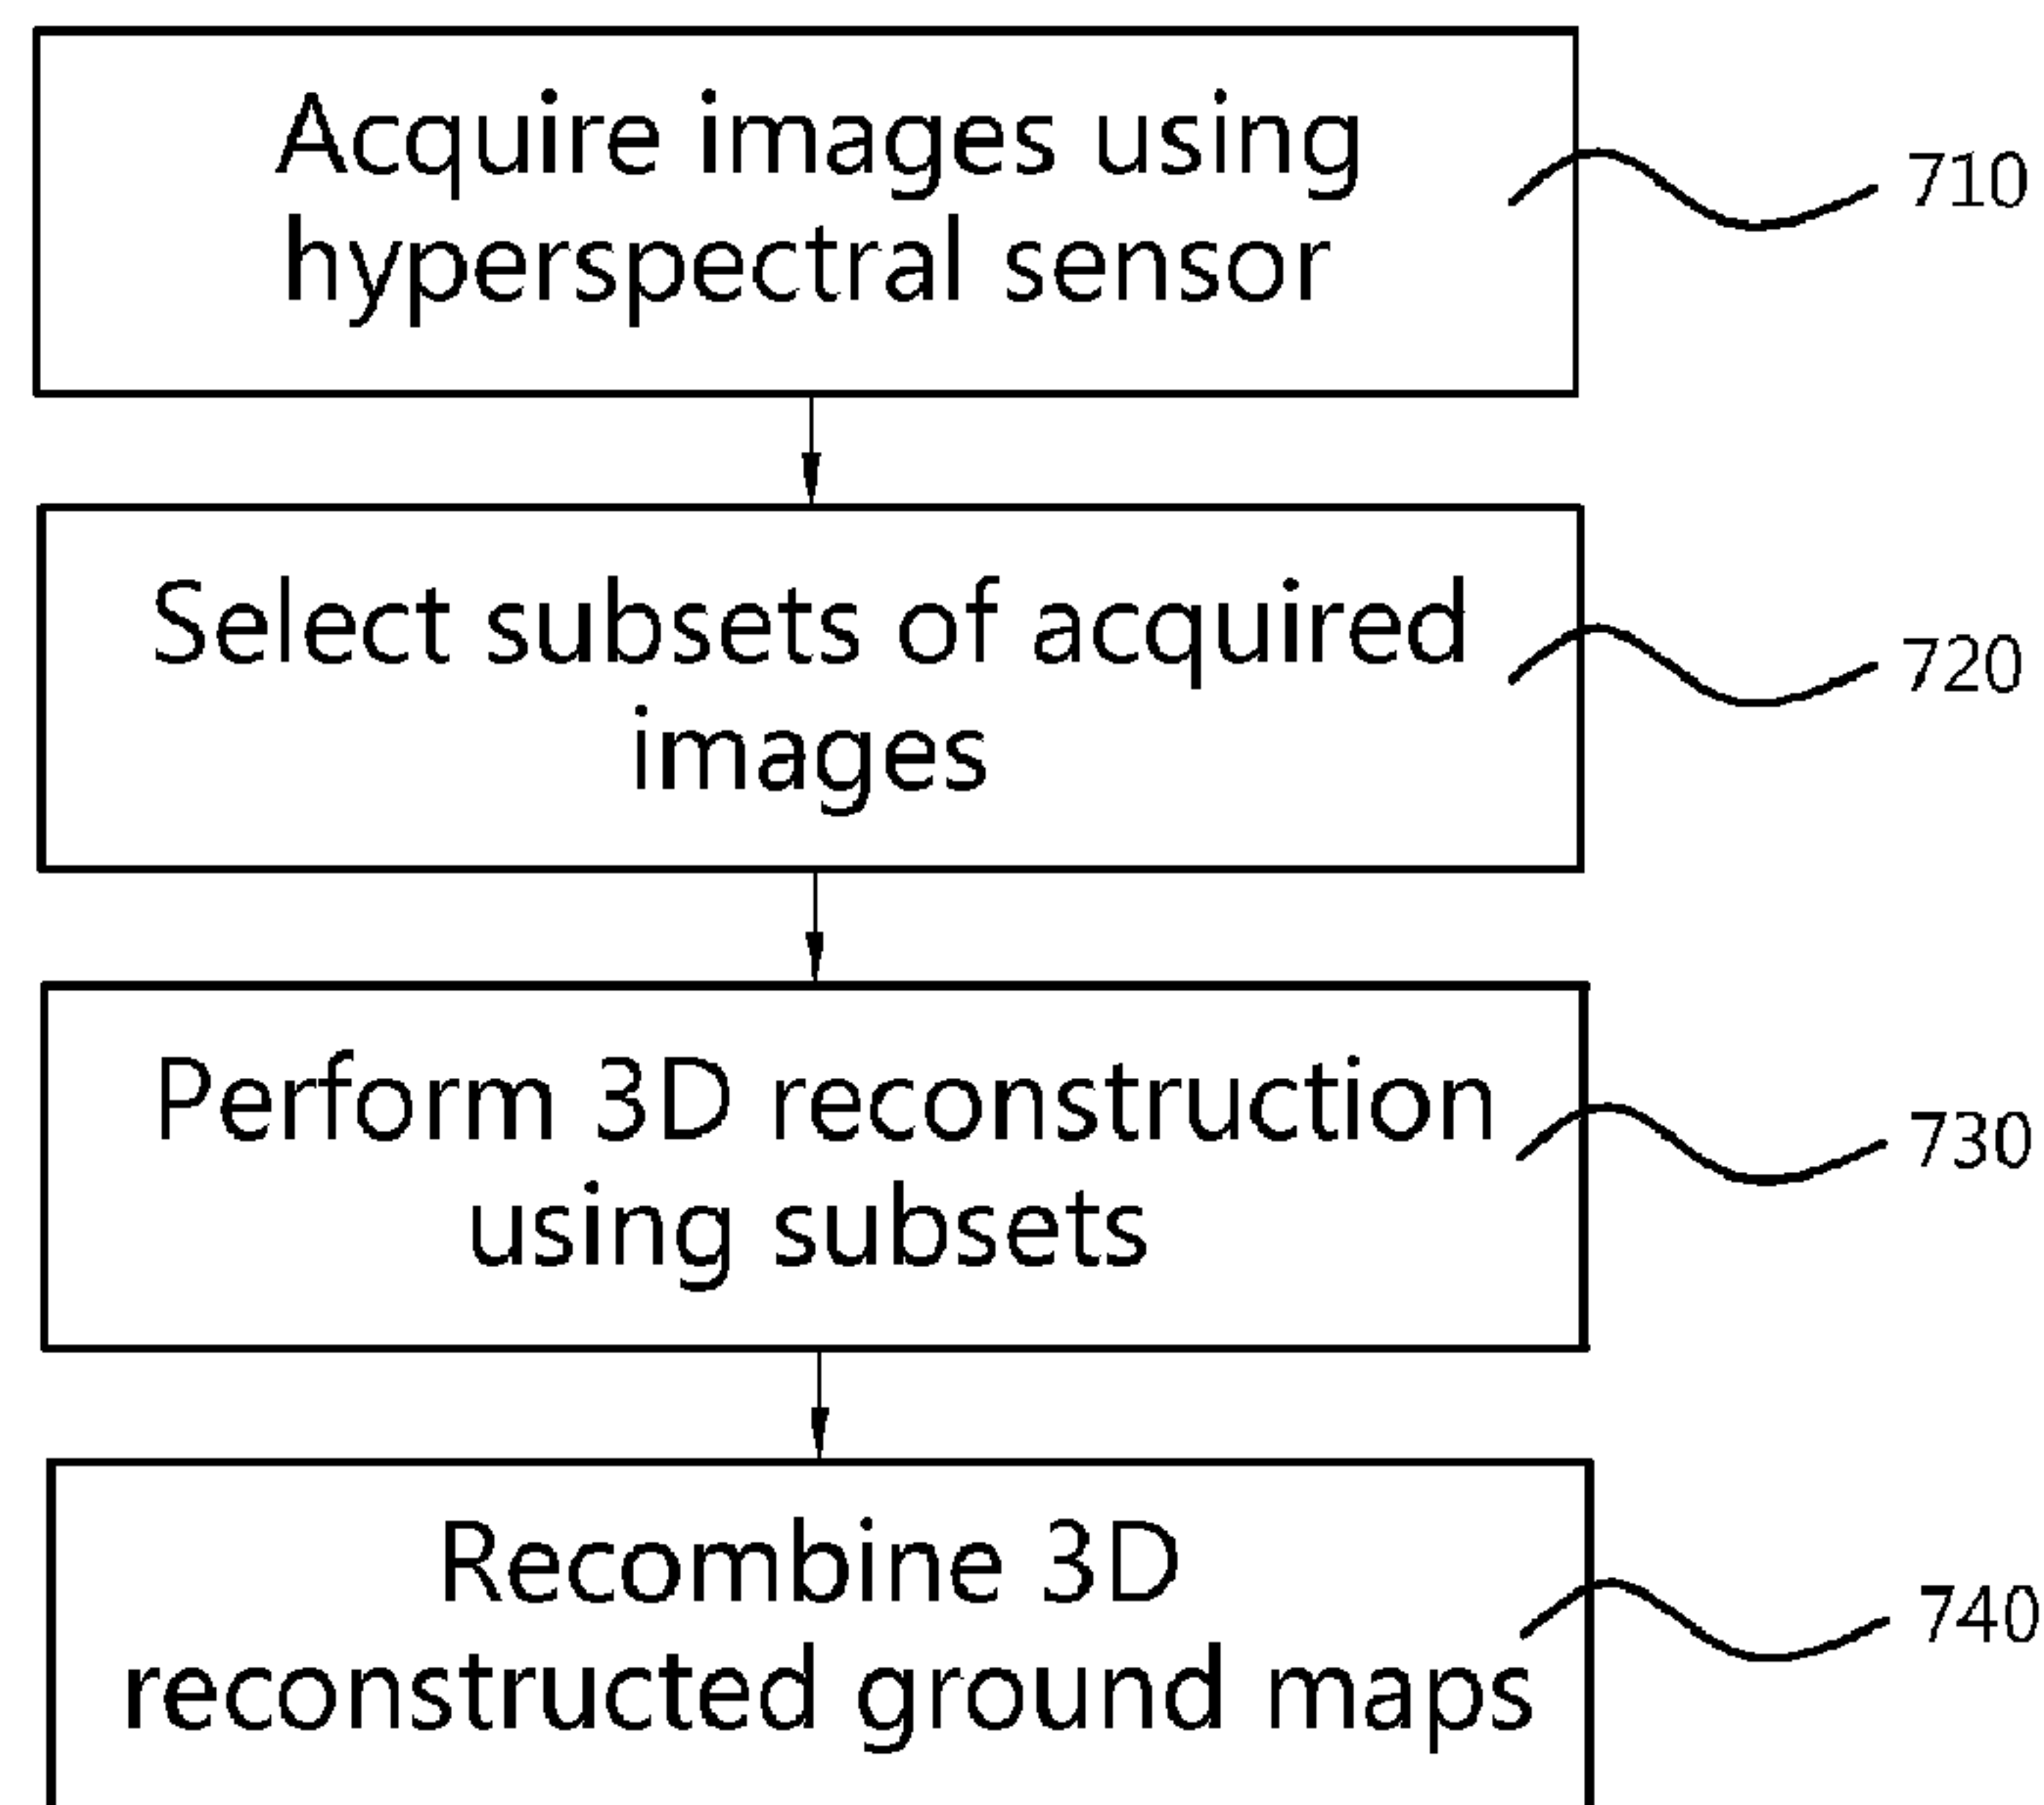 Acquire images using
hyperspectral sensor
710
Select subsets of acquired
images
720
Perform 3D reconstruction
using subsets
730
Recombine 3D
reconstructed ground maps
740